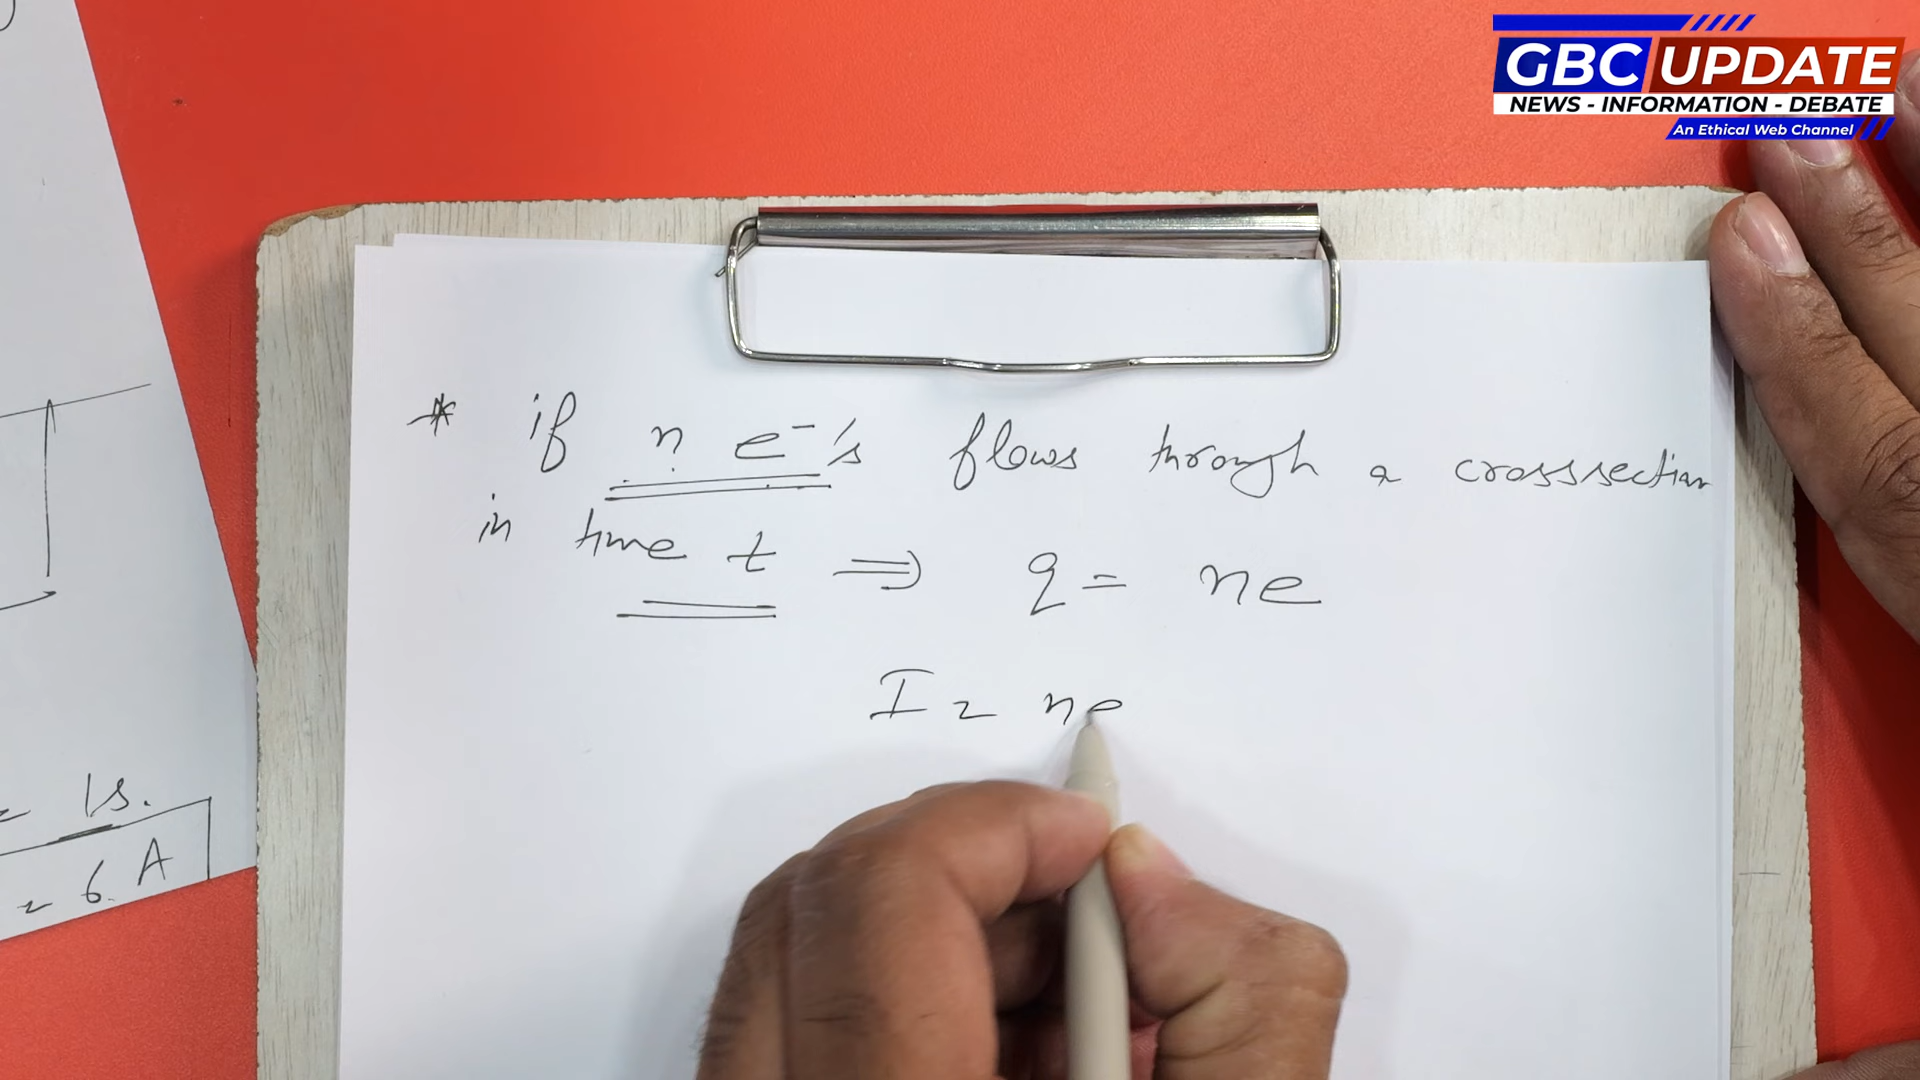 GBC UPDATE
NEWS - INFORMATION - DEBATE
An Ethical Web Channel
* if n e⁻'s flows through a crosssection
in time t ⇒ q = ne
I = ne
= 1s.
= 6. A